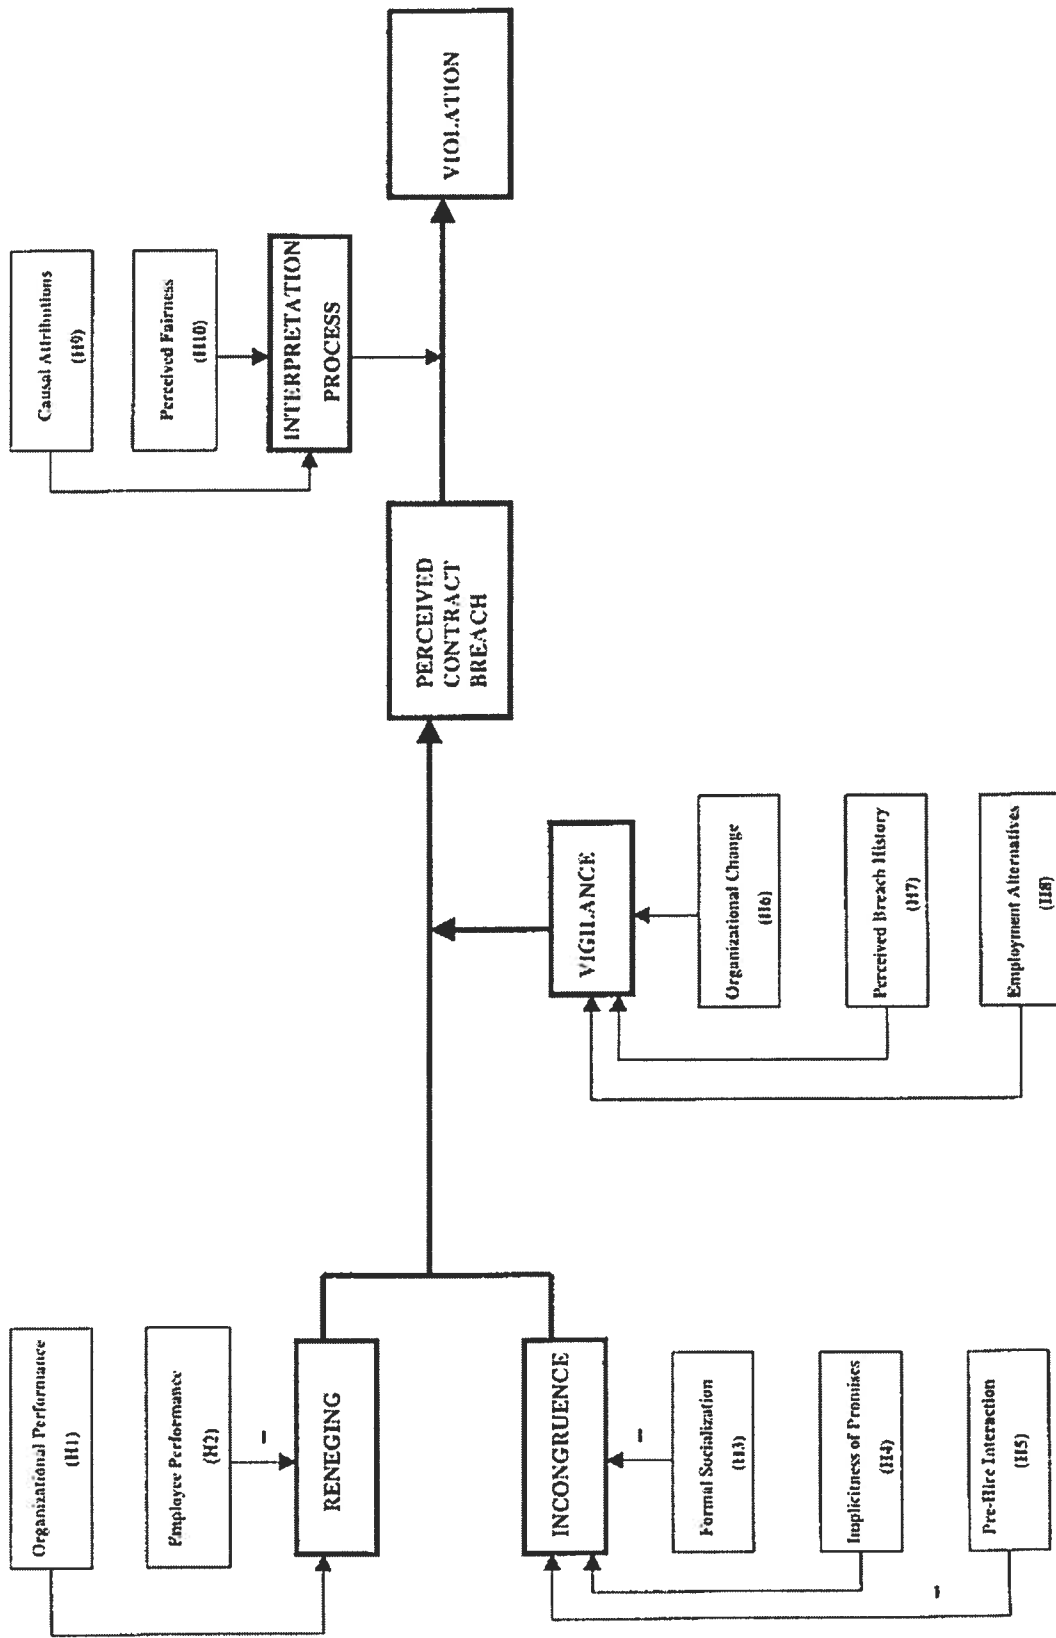 Organizational Performance
(H1)
Employee Performance
(H2)
–
RENEGING
INCONGRUENCE
–
Formal Socialization
(H3)
Implicitness of Promises
(H4)
Pre-Hire Interaction
(H5)
VIGILANCE
Organizational Change
(H6)
Perceived Breach History
(H7)
Employment Alternatives
(H8)
PERCEIVED
CONTRACT
BREACH
Causal Attributions
(H9)
Perceived Fairness
(H10)
INTERPRETATION
PROCESS
VIOLATION